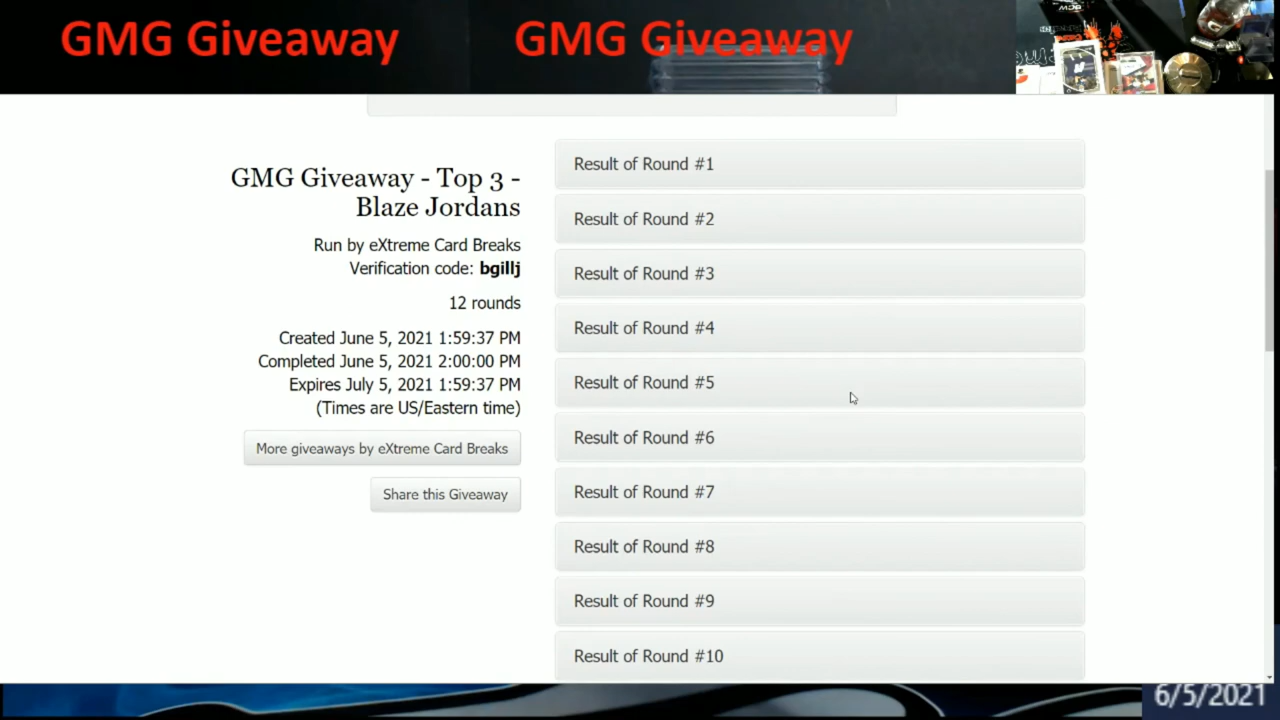 GMG Giveaway GMG Giveaway
GMG Giveaway - Top 3 -
Blaze Jordans
Run by eXtreme Card Breaks
Verification code: bgillj
12 rounds
Created June 5, 2021 1:59:37 PM
Completed June 5, 2021 2:00:00 PM
Expires July 5, 2021 1:59:37 PM
(Times are US/Eastern time)
More giveaways by eXtreme Card Breaks
Share this Giveaway
Result of Round #1
Result of Round #2
Result of Round #3
Result of Round #4
Result of Round #5
Result of Round #6
Result of Round #7
Result of Round #8
Result of Round #9
Result of Round #10
6/5/2021